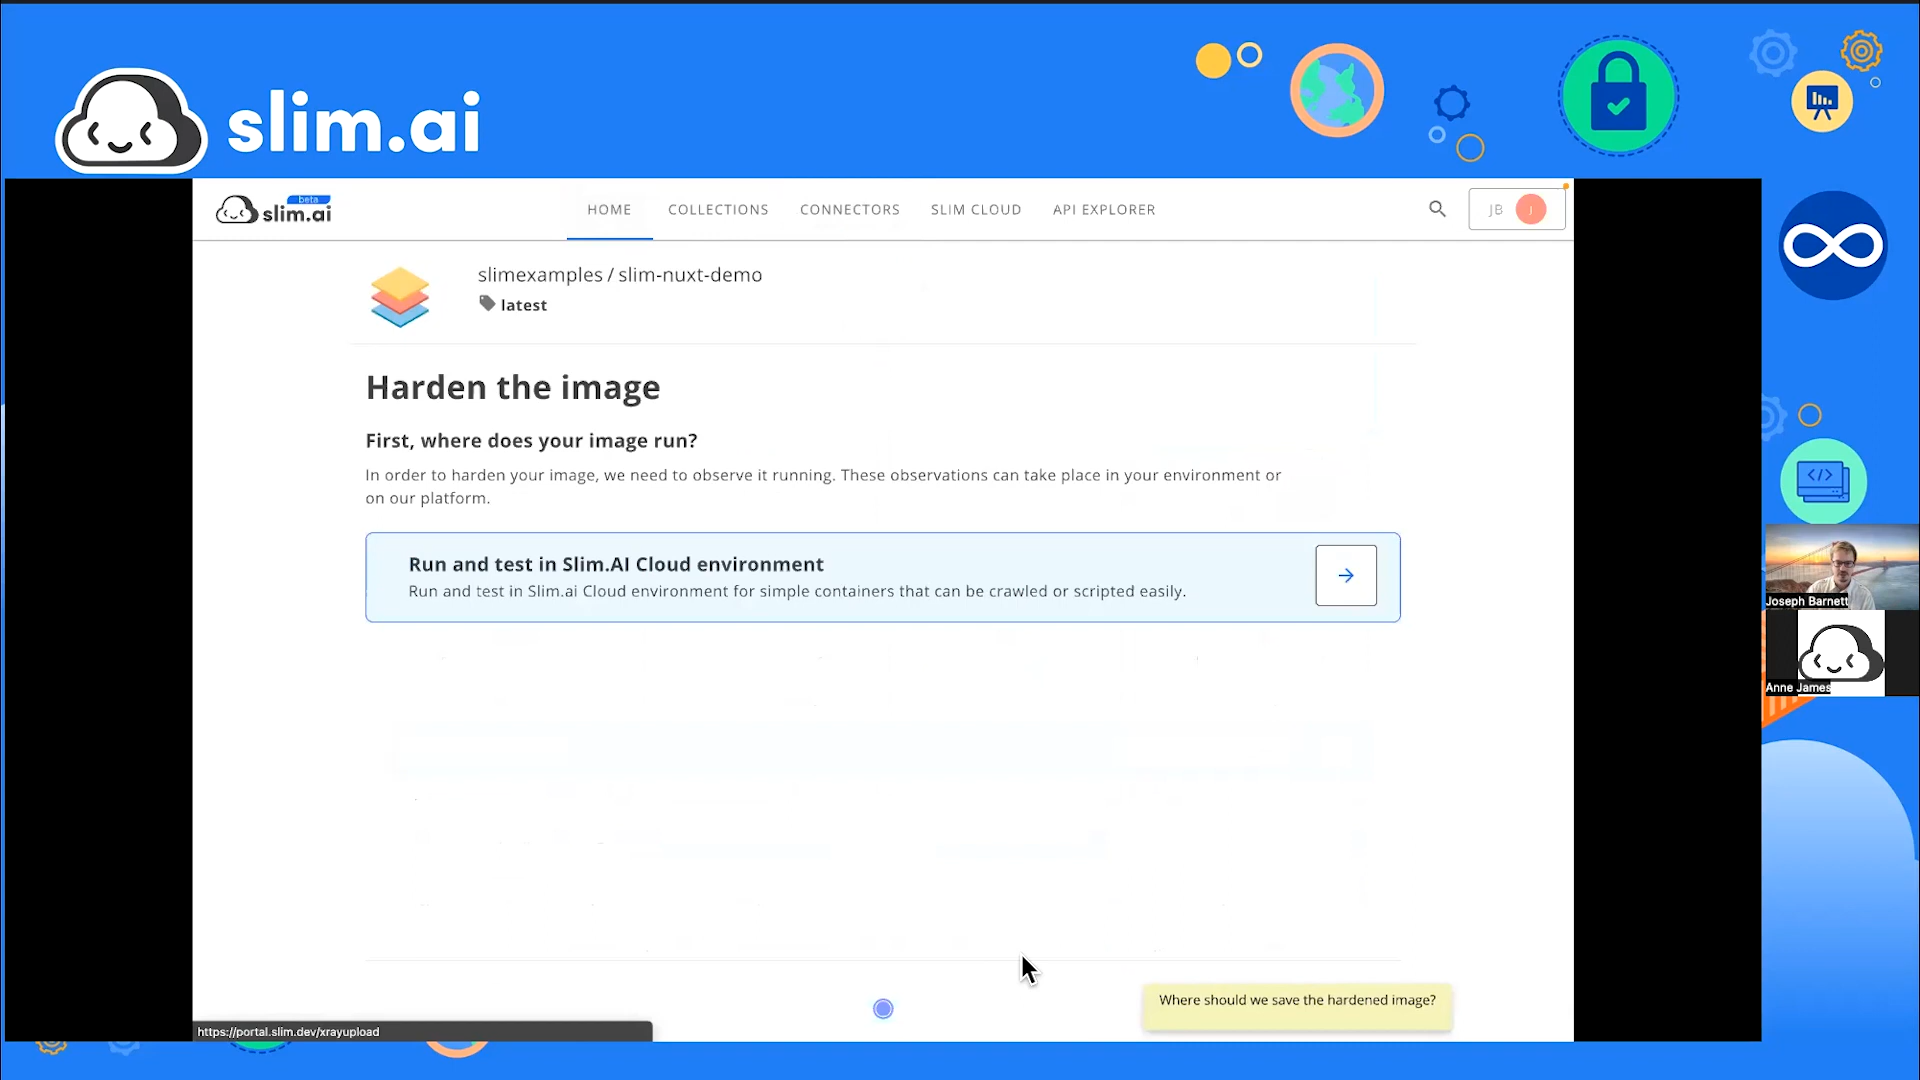 slim.ai
beta
slim.ai
HOME
COLLECTIONS
CONNECTORS
SLIM CLOUD
API EXPLORER
JB
J
slimexamples / slim-nuxt-demo
latest
Harden the image
First, where does your image run?
In order to harden your image, we need to observe it running. These observations can take place in your environment or
on our platform.
Run and test in Slim.AI Cloud environment
Run and test in Slim.ai Cloud environment for simple containers that can be crawled or scripted easily.
</>
Joseph Barnett
Anne James
Where should we save the hardened image?
https://portal.slim.dev/xrayupload